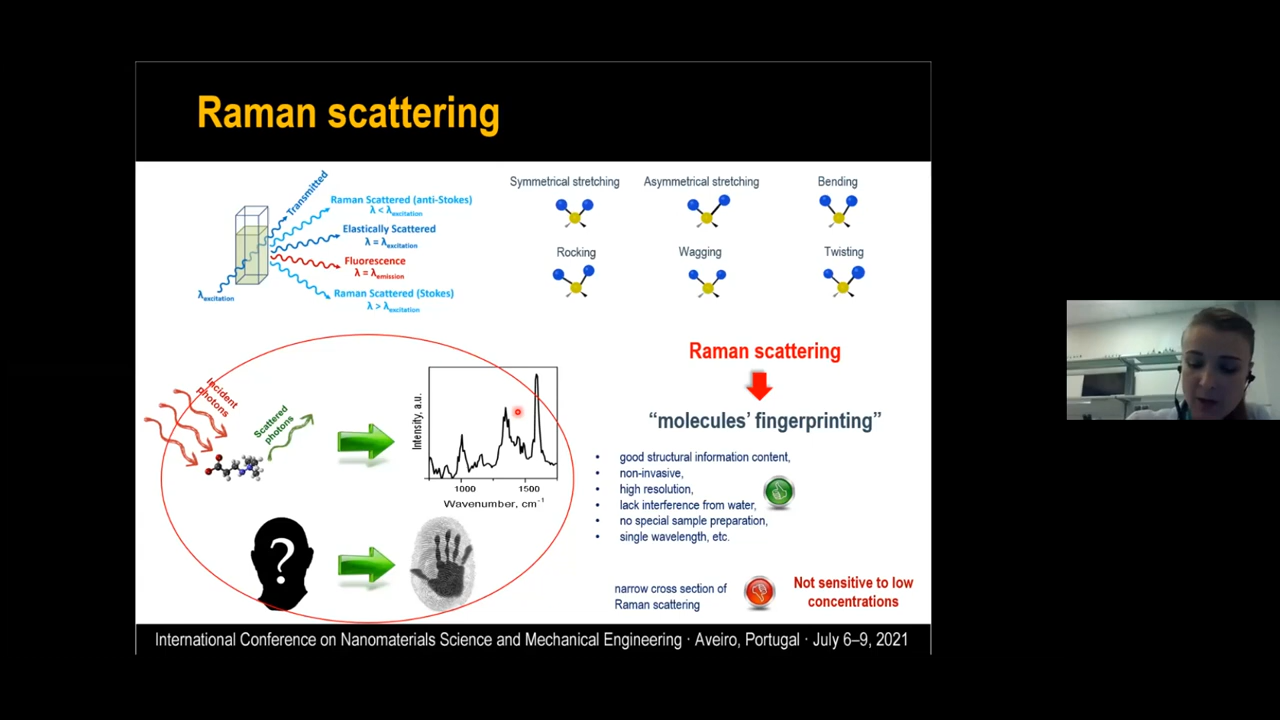 Raman scattering
Transmitted
Raman Scattered (anti-Stokes)
λ < λexcitation
Elastically Scattered
λ = λexcitation
Fluorescence
λ = λemission
Raman Scattered (Stokes)
λ > λexcitation
λexcitation
Symmetrical stretching
Asymmetrical stretching
Bending
Rocking
Wagging
Twisting
Incident
photons
Scattered
photons
Intensity, a.u.
1000
1500
Wavenumber, cm⁻¹
?
Raman scattering
“molecules’ fingerprinting”
• good structural information content,
• non-invasive,
• high resolution,
• lack interference from water,
• no special sample preparation,
• single wavelength, etc.
narrow cross section of
Raman scattering
Not sensitive to low
concentrations
International Conference on Nanomaterials Science and Mechanical Engineering · Aveiro, Portugal · July 6–9, 2021